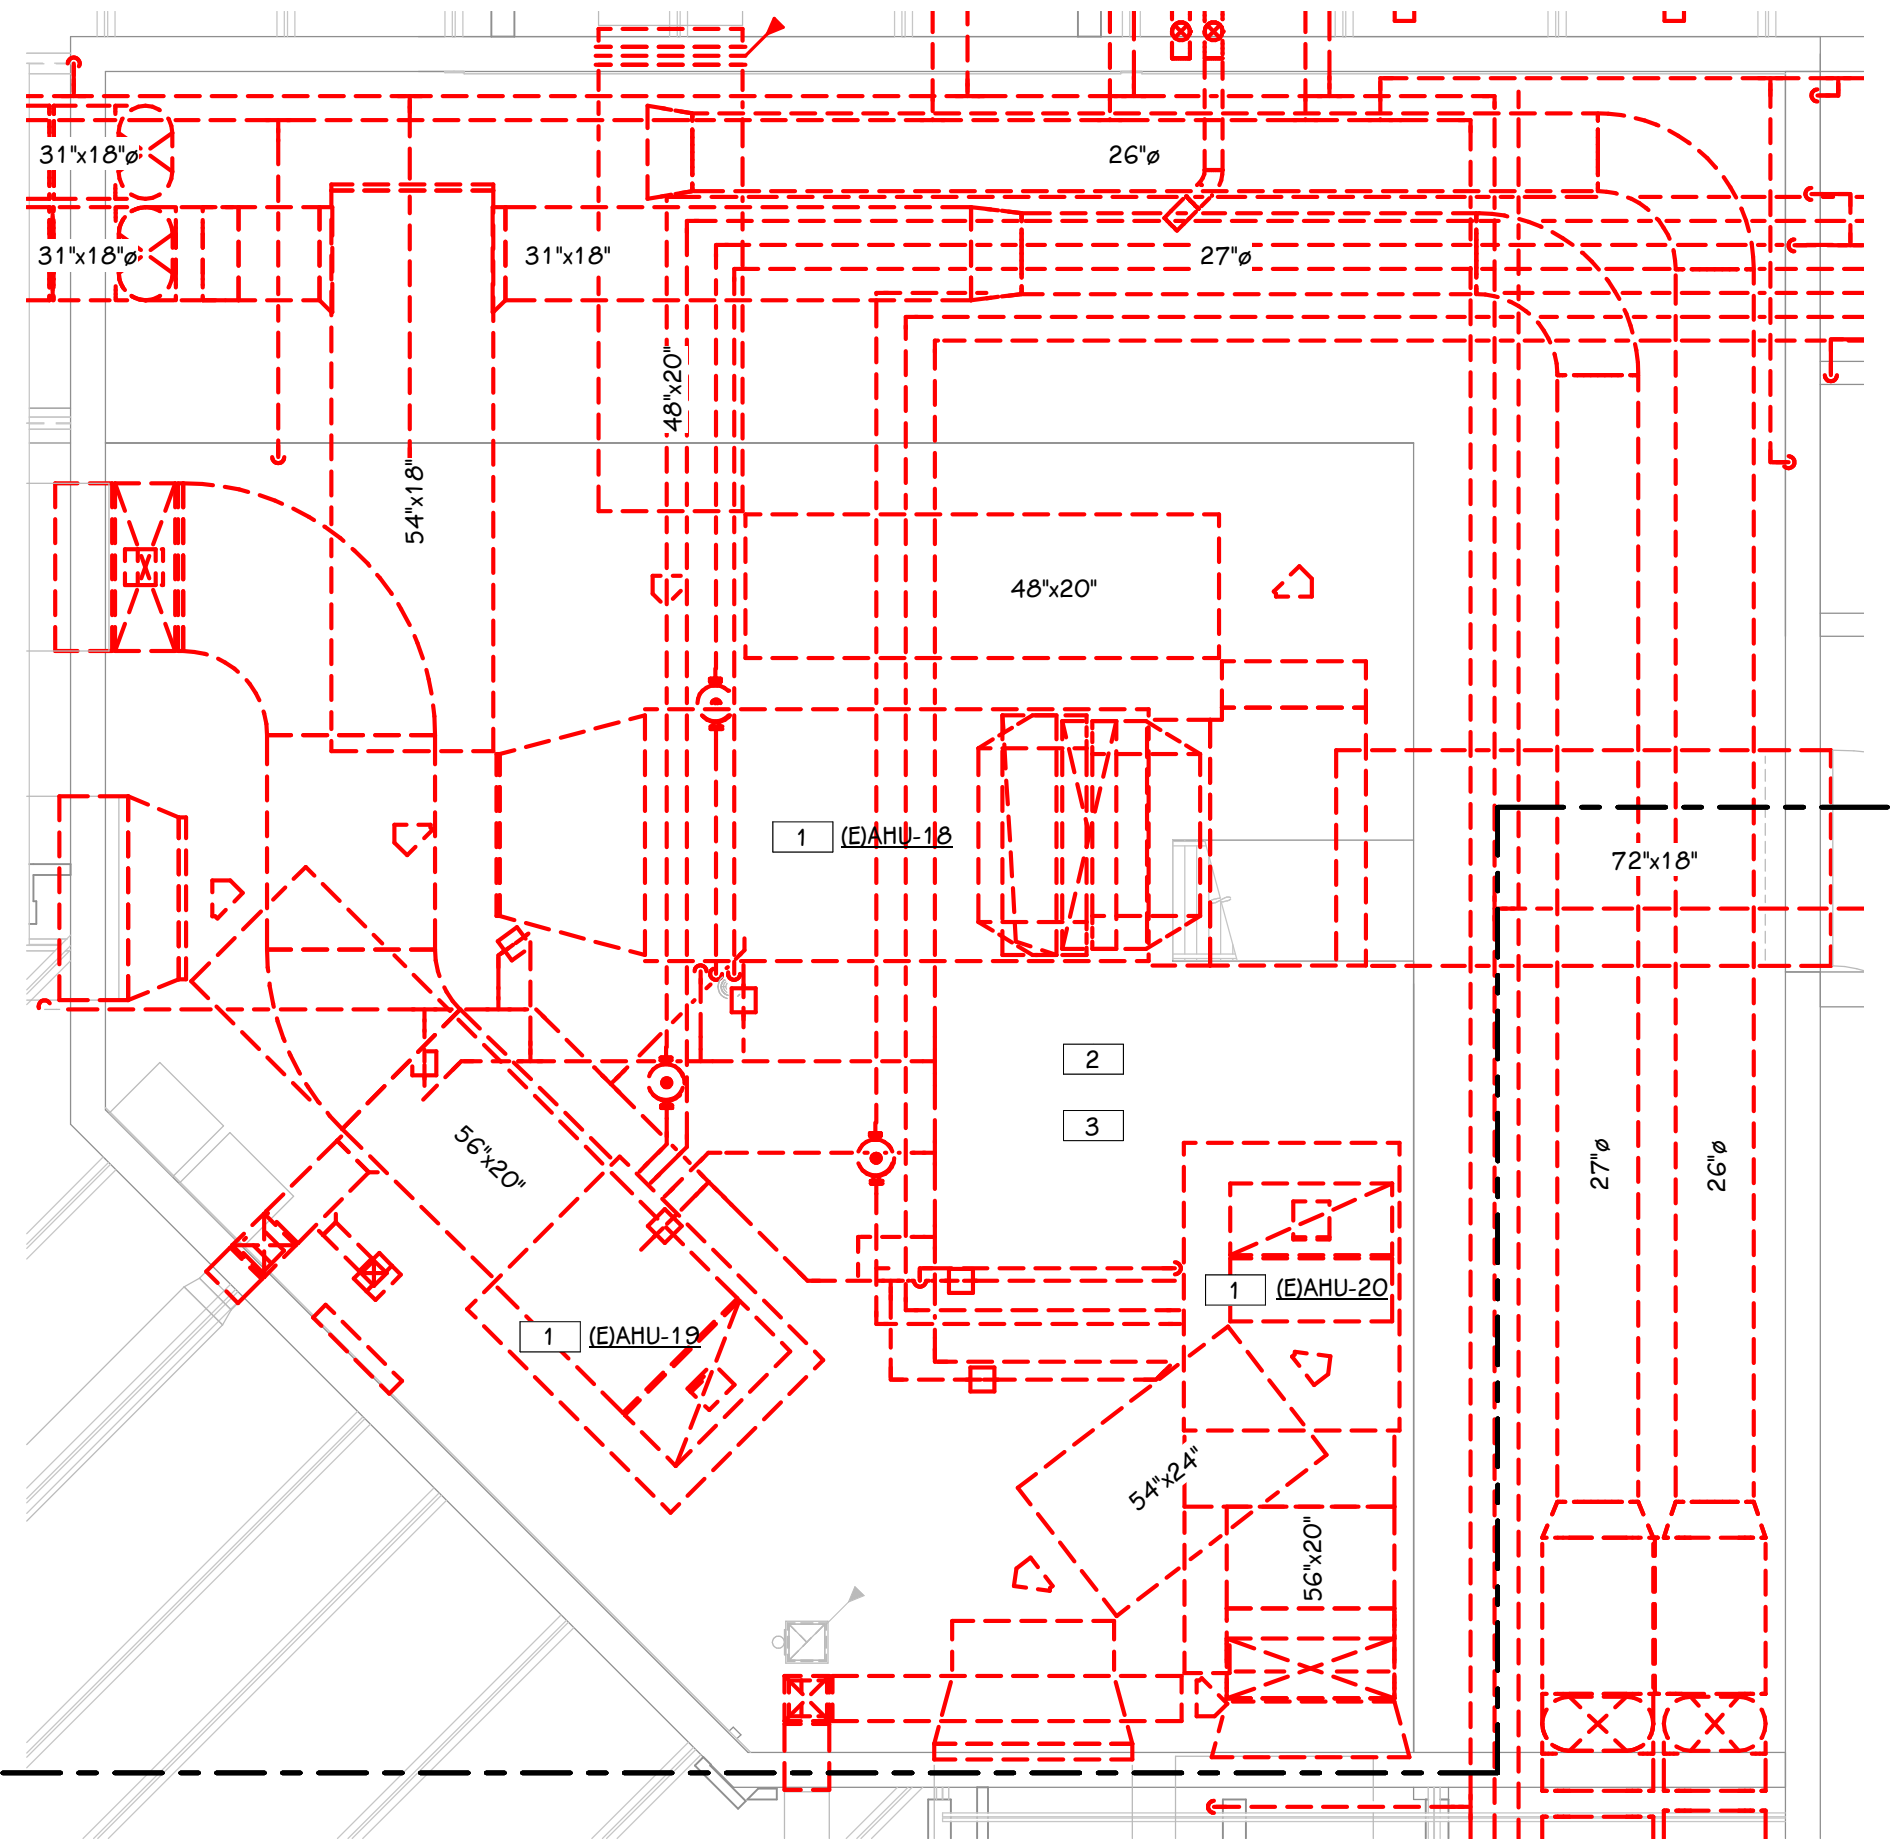 31"x18"ø
26"ø
31"x18"ø
31"x18"
27"ø
48"x20"
54"x18"
48"x20"
1 (E)AHU-18
72"x18"
2
3
56"x20"
27"ø
26"ø
1 (E)AHU-20
1 (E)AHU-19
54"x24"
56"x20"